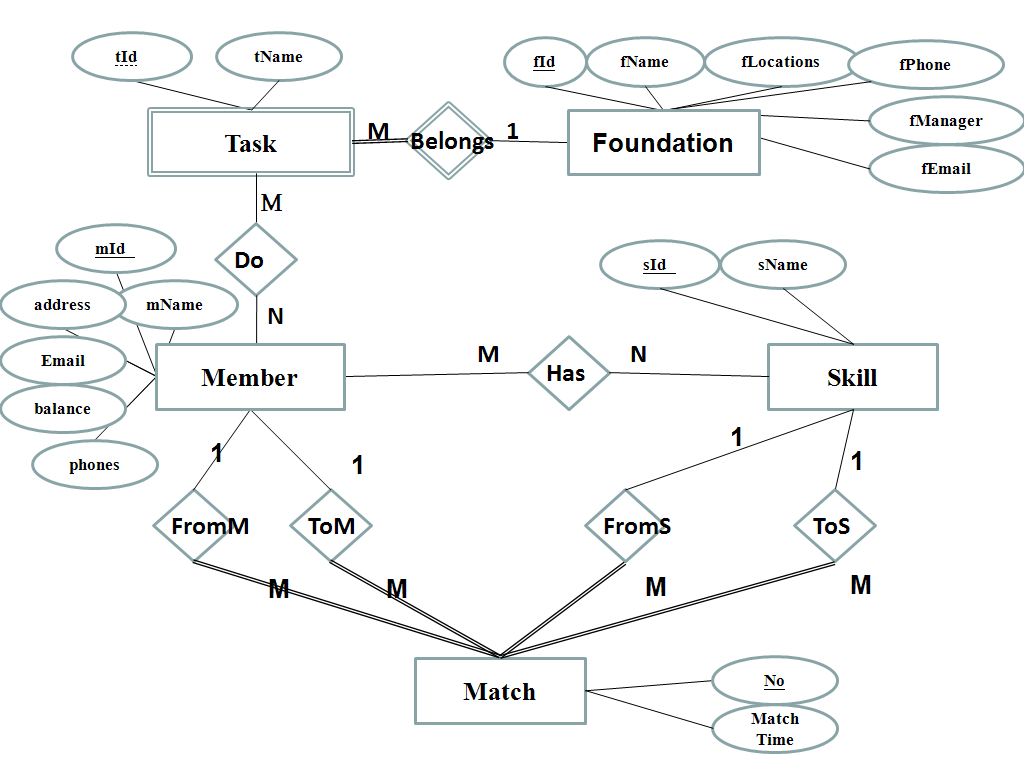 tId
tName
fId
fName
fLocations
fPhone
fManager
fEmail
Task
M
Belongs
1
Foundation
M
Do
N
mId
address
mName
Email
balance
phones
Member
M
Has
N
sId
sName
Skill
1
1
1
1
FromM
ToM
FromS
ToS
M
M
M
M
Match
No
Match
Time